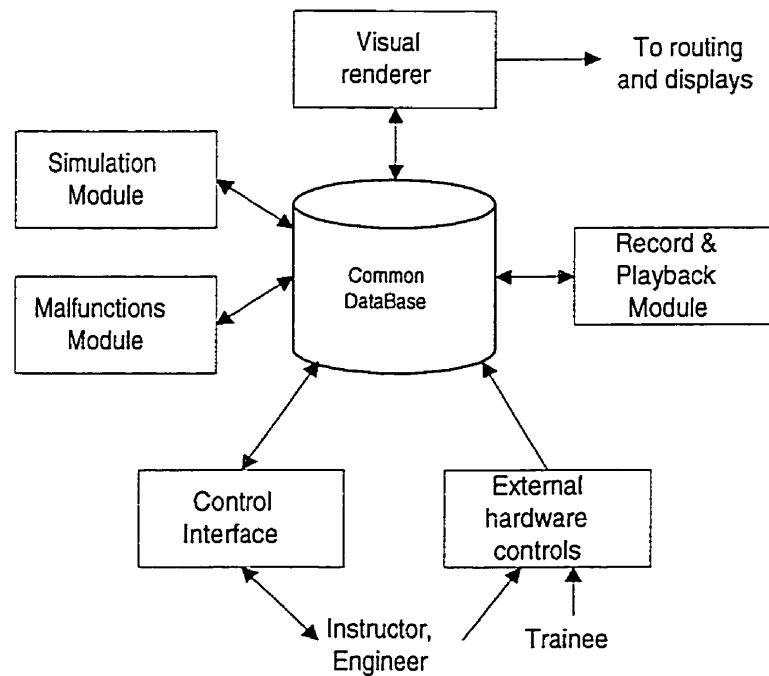 Visual
renderer
To routing
and displays
Simulation
Module
Common
DataBase
Record &
Playback
Module
Malfunctions
Module
Control
Interface
External
hardware
controls
Instructor,
Engineer
Trainee